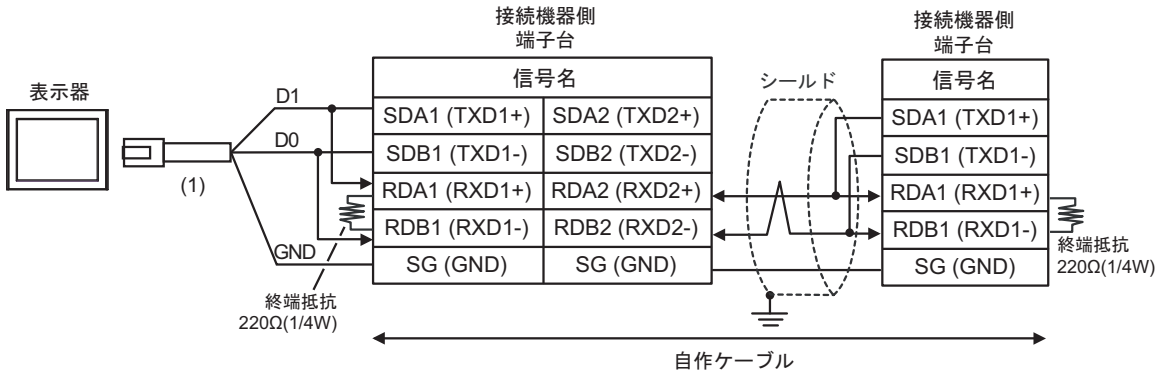 接続機器側
端子台
接続機器側
端子台
表示器
(1)
D1
D0
GND
信号名
SDA1 (TXD1+) SDA2 (TXD2+)
SDB1 (TXD1-) SDB2 (TXD2-)
RDA1 (RXD1+) RDA2 (RXD2+)
RDB1 (RXD1-) RDB2 (RXD2-)
SG (GND) SG (GND)
終端抵抗
220Ω(1/4W)
シールド
信号名
SDA1 (TXD1+)
SDB1 (TXD1-)
RDA1 (RXD1+)
RDB1 (RXD1-)
SG (GND)
終端抵抗
220Ω(1/4W)
自作ケーブル